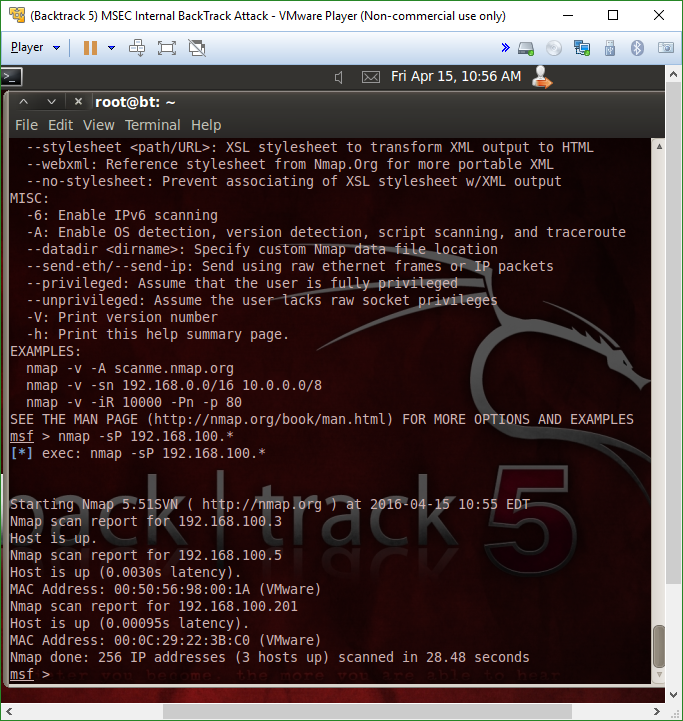 (Backtrack 5) MSEC Internal BackTrack Attack - VMware Player (Non-commercial use only)
Player
Fri Apr 15, 10:56 AM
root@bt: ~
File Edit View Terminal Help
--stylesheet <path/URL>: XSL stylesheet to transform XML output to HTML
--webxml: Reference stylesheet from Nmap.Org for more portable XML
--no-stylesheet: Prevent associating of XSL stylesheet w/XML output
MISC:
-6: Enable IPv6 scanning
-A: Enable OS detection, version detection, script scanning, and traceroute
--datadir <dirname>: Specify custom Nmap data file location
--send-eth/--send-ip: Send using raw ethernet frames or IP packets
--privileged: Assume that the user is fully privileged
--unprivileged: Assume the user lacks raw socket privileges
-V: Print version number
-h: Print this help summary page.
EXAMPLES:
nmap -v -A scanme.nmap.org
nmap -v -sn 192.168.0.0/16 10.0.0.0/8
nmap -v -iR 10000 -Pn -p 80
SEE THE MAN PAGE (http://nmap.org/book/man.html) FOR MORE OPTIONS AND EXAMPLES
msf > nmap -sP 192.168.100.*
[*] exec: nmap -sP 192.168.100.*
back|track 5
Starting Nmap 5.51SVN ( http://nmap.org ) at 2016-04-15 10:55 EDT
Nmap scan report for 192.168.100.3
Host is up.
Nmap scan report for 192.168.100.5
Host is up (0.0030s latency).
MAC Address: 00:50:56:98:00:1A (VMware)
Nmap scan report for 192.168.100.201
Host is up (0.00095s latency).
MAC Address: 00:0C:29:22:3B:C0 (VMware)
Nmap done: 256 IP addresses (3 hosts up) scanned in 28.48 seconds
msf >
you become, the more you are able to hear